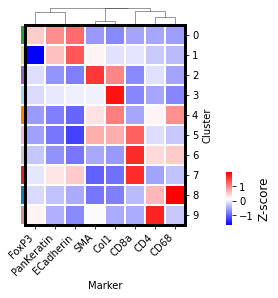 0
1
2
3
4
5
6
7
8
9
Cluster
FoxP3
PanKeratin
ECadherin
SMA
Col1
CD8a
CD4
CD68
Marker
1
0
−1
Z-score